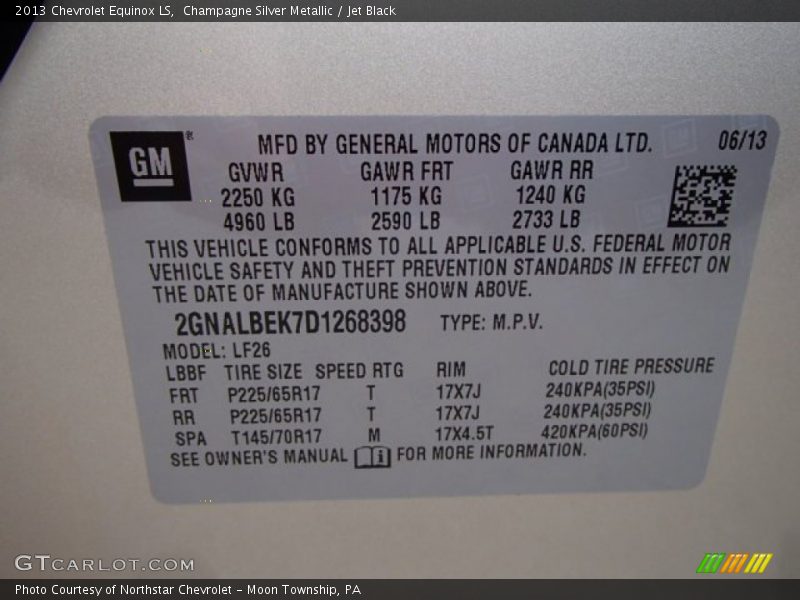 2013 Chevrolet Equinox LS,  Champagne Silver Metallic / Jet Black
GM®
MFD BY GENERAL MOTORS OF CANADA LTD. 06/13
GVWR GAWR FRT GAWR RR
2250 KG 1175 KG 1240 KG
4960 LB 2590 LB 2733 LB
THIS VEHICLE CONFORMS TO ALL APPLICABLE U.S. FEDERAL MOTOR
VEHICLE SAFETY AND THEFT PREVENTION STANDARDS IN EFFECT ON
THE DATE OF MANUFACTURE SHOWN ABOVE.
2GNALBEK7D1268398 TYPE: M.P.V.
MODEL: LF26
LBBF TIRE SIZE SPEED RTG RIM COLD TIRE PRESSURE
FRT P225/65R17 T 17X7J 240KPA(35PSI)
RR P225/65R17 T 17X7J 240KPA(35PSI)
SPA T145/70R17 M 17X4.5T 420KPA(60PSI)
SEE OWNER'S MANUAL i FOR MORE INFORMATION.
GTCARLOT.COM
Photo Courtesy of Northstar Chevrolet - Moon Township, PA